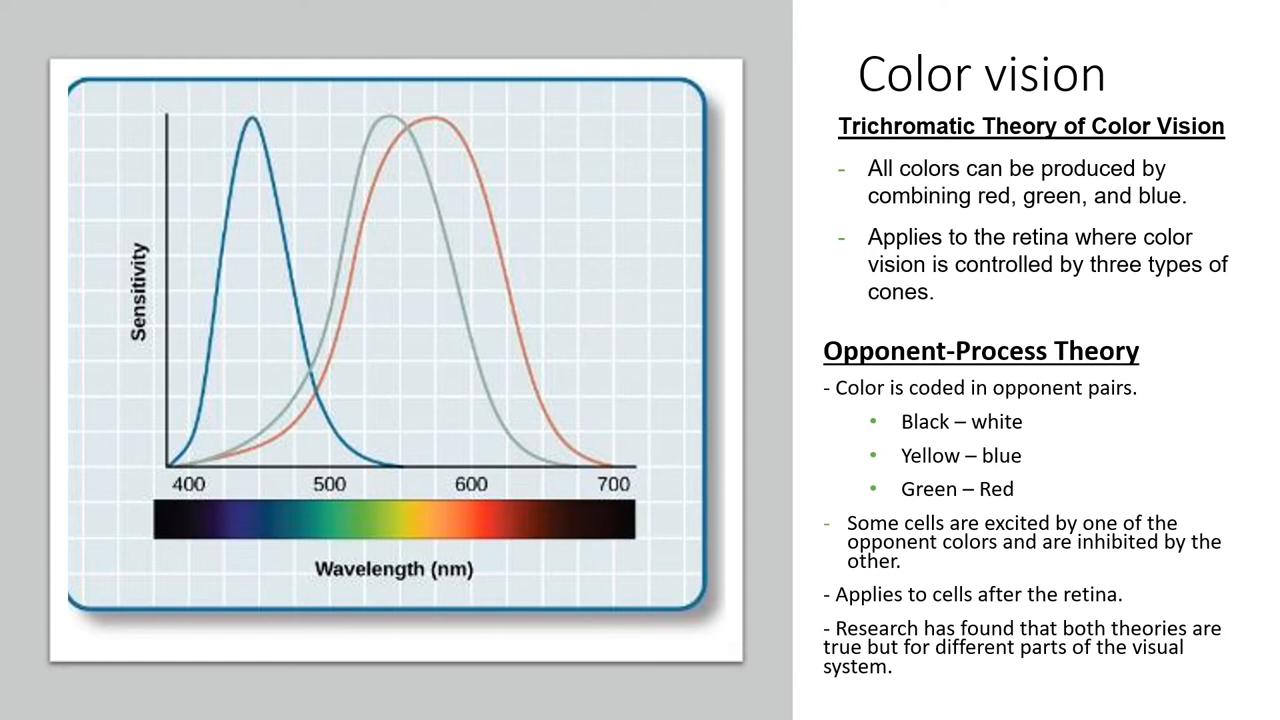 Color vision
Trichromatic Theory of Color Vision
- All colors can be produced by
combining red, green, and blue.
- Applies to the retina where color
vision is controlled by three types of
cones.
Opponent-Process Theory
- Color is coded in opponent pairs.
• Black – white
• Yellow – blue
• Green – Red
- Some cells are excited by one of the
opponent colors and are inhibited by the
other.
- Applies to cells after the retina.
- Research has found that both theories are
true but for different parts of the visual
system.
Sensitivity
400 500 600 700
Wavelength (nm)